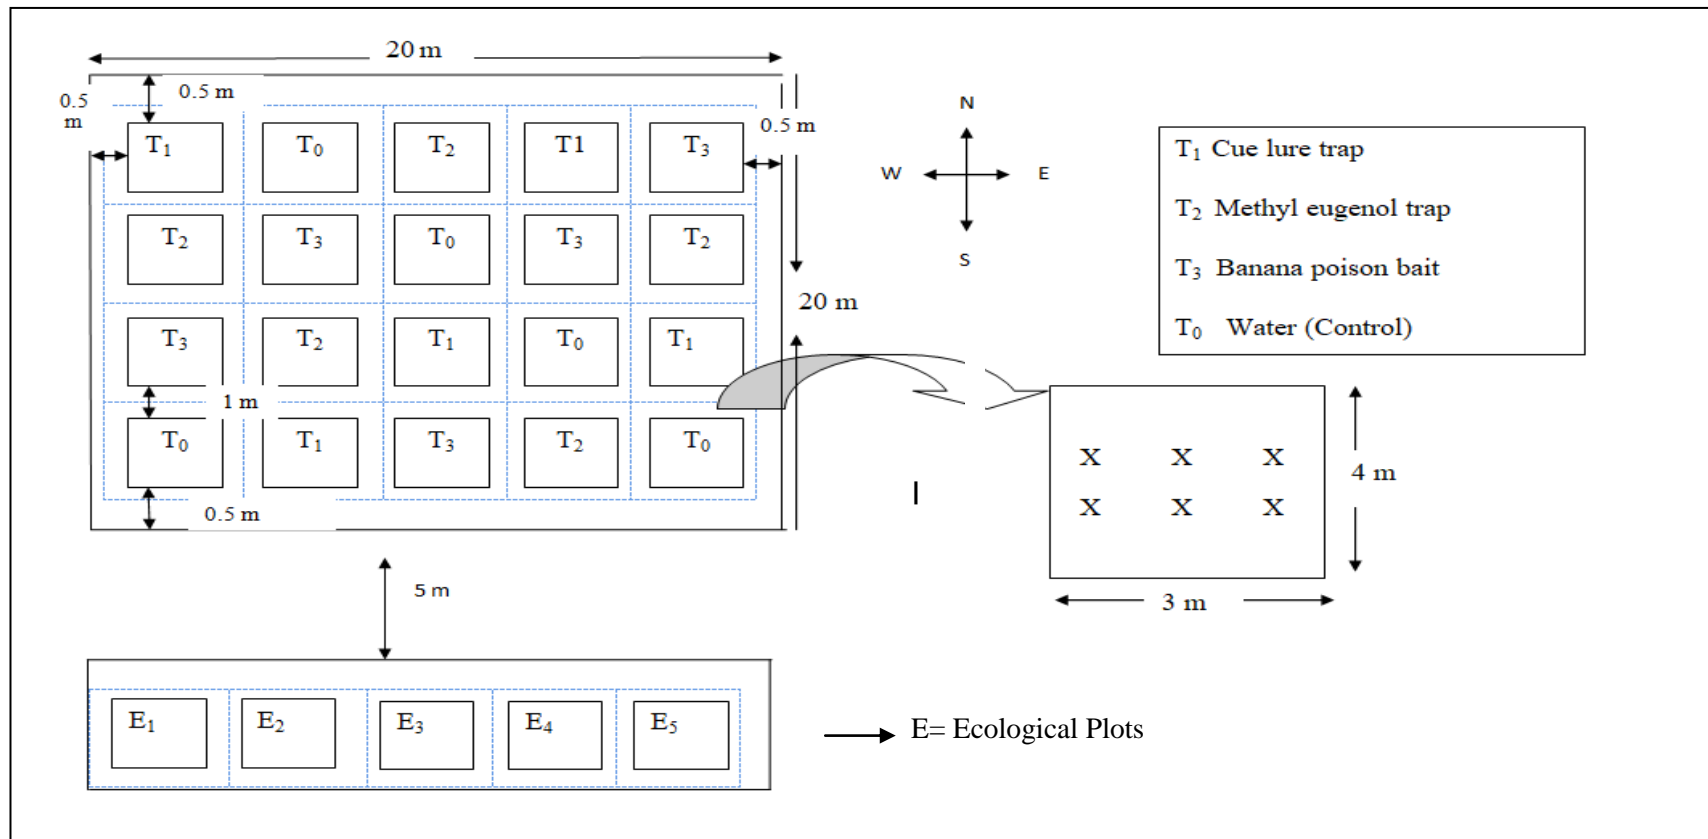 20 m
0.5 m
0.5
m
0.5 m
T₁ T₀ T₂ T1 T₃
T₂ T₃ T₀ T₃ T₂
20 m
T₃ T₂ T₁ T₀ T₁
1 m
T₀ T₁ T₃ T₂ T₀
0.5 m
N
W E
S
T₁ Cue lure trap
T₂ Methyl eugenol trap
T₃ Banana poison bait
T₀ Water (Control)
X X X
X X X
4 m
3 m
5 m
E₁ E₂ E₃ E₄ E₅
E= Ecological Plots